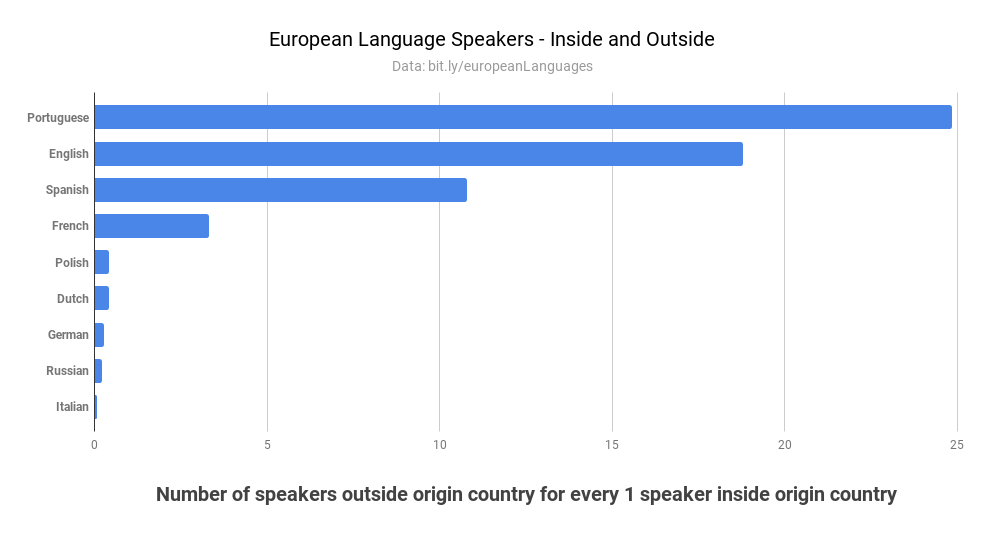 European Language Speakers - Inside and Outside
Data: bit.ly/europeanLanguages
Portuguese
English
Spanish
French
Polish
Dutch
German
Russian
Italian
0 5 10 15 20 25
Number of speakers outside origin country for every 1 speaker inside origin country